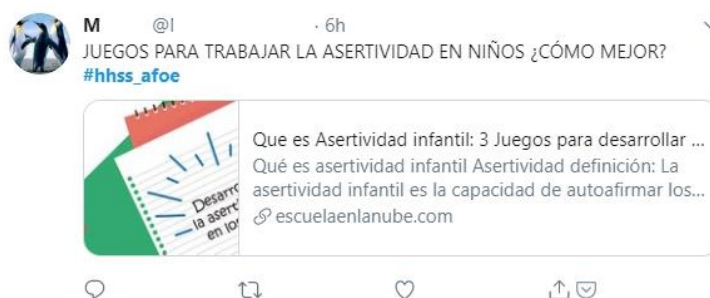 M @I · 6h
JUEGOS PARA TRABAJAR LA ASERTIVIDAD EN NIÑOS ¿CÓMO MEJOR?
#hhss_afoe
Que es Asertividad infantil: 3 Juegos para desarrollar ...
Qué es asertividad infantil Asertividad definición: La
asertividad infantil es la capacidad de autoafirmar los...
escuelaenlanube.com
Desarro
la asert
en los